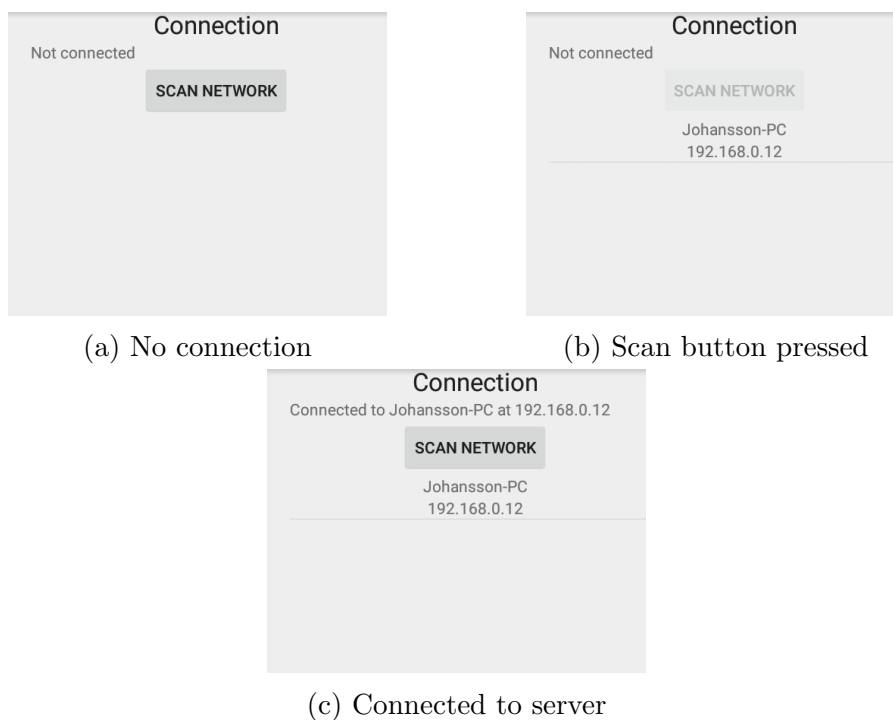 Connection
Not connected
SCAN NETWORK
(a) No connection
Connection
Not connected
SCAN NETWORK
Johansson-PC
192.168.0.12
(b) Scan button pressed
Connection
Connected to Johansson-PC at 192.168.0.12
SCAN NETWORK
Johansson-PC
192.168.0.12
(c) Connected to server